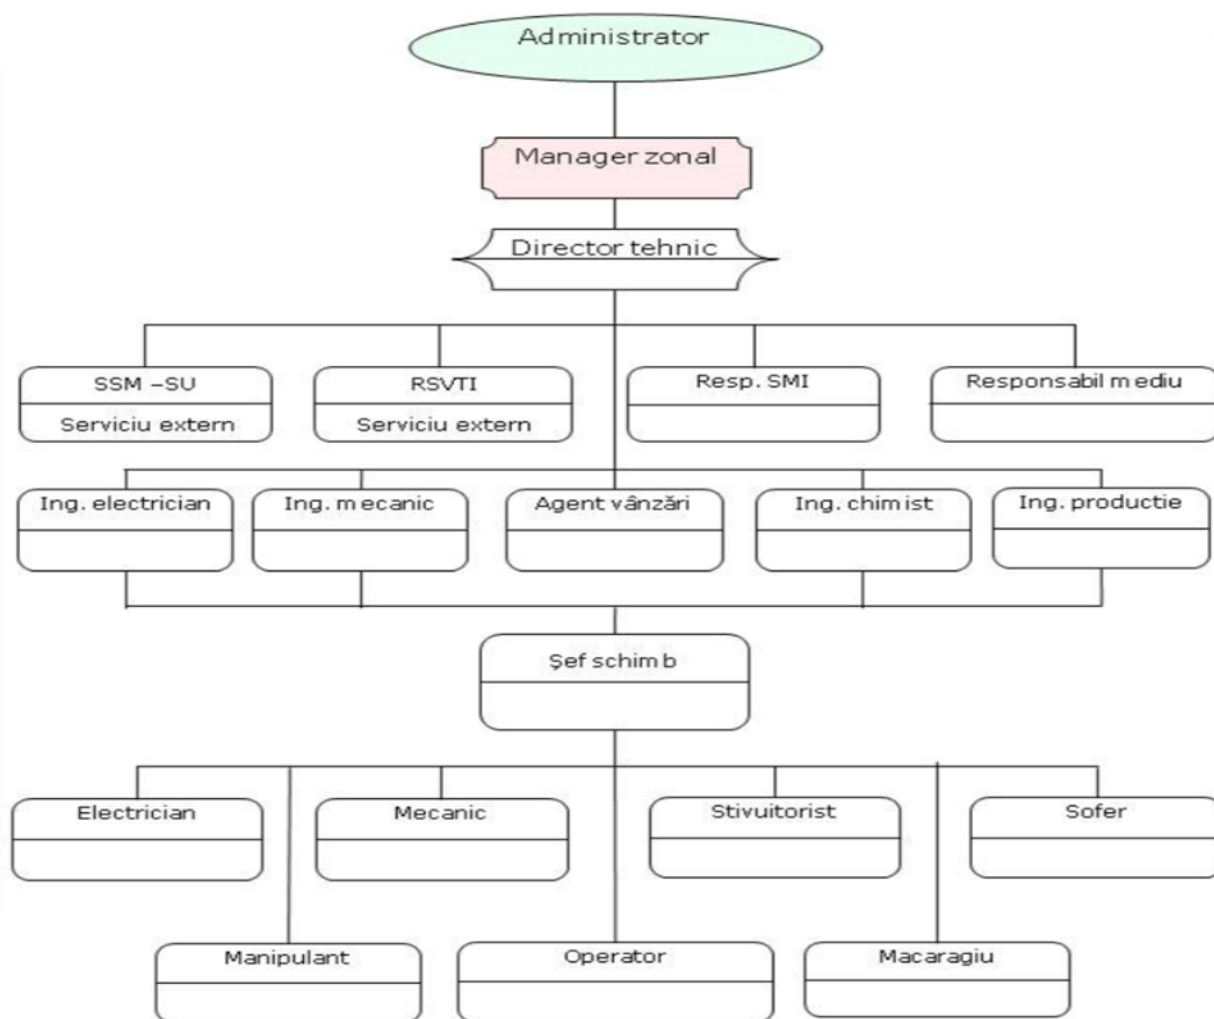 Administrator
Manager zonal
Director tehnic
SSM –SU
Serviciu extern
RSVTI
Serviciu extern
Resp. SMI
Responsabil mediu
Ing. electrician
Ing. mecanic
Agent vânzări
Ing. chimist
Ing. productie
Şef schimb
Electrician
Mecanic
Stivuitorist
Sofer
Manipulant
Operator
Macaragiu